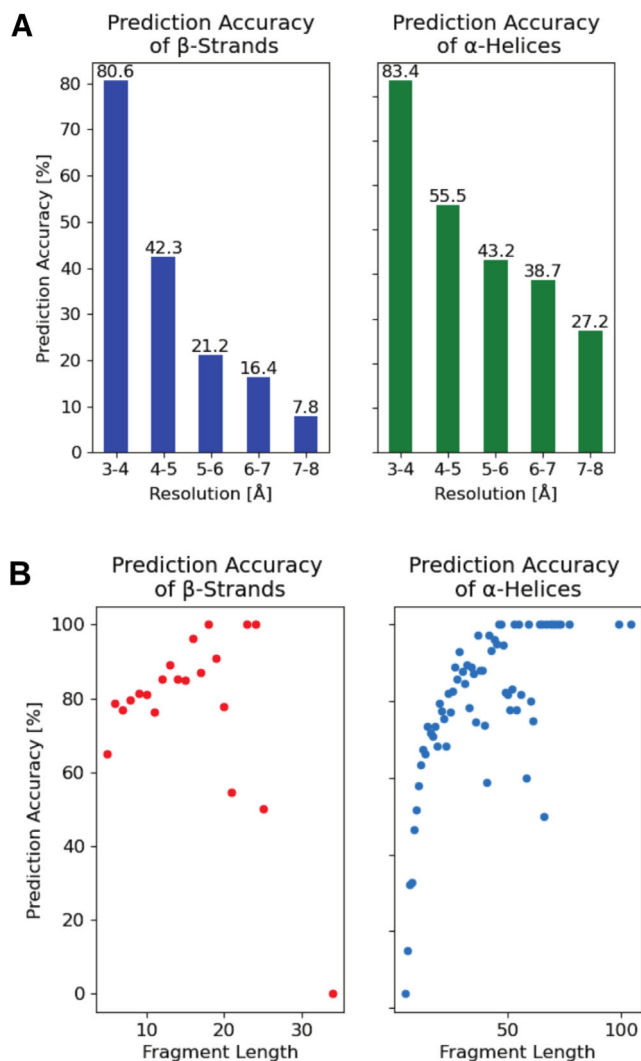 A
Prediction Accuracy
of β-Strands
Prediction Accuracy [%]
80
70
60
50
40
30
20
10
0
80.6
42.3
21.2
16.4
7.8
3-4 4-5 5-6 6-7 7-8
Resolution [Å]
Prediction Accuracy
of α-Helices
83.4
55.5
43.2
38.7
27.2
3-4 4-5 5-6 6-7 7-8
Resolution [Å]
B
Prediction Accuracy
of β-Strands
Prediction Accuracy [%]
100
80
60
40
20
0
10 20 30
Fragment Length
Prediction Accuracy
of α-Helices
50 100
Fragment Length